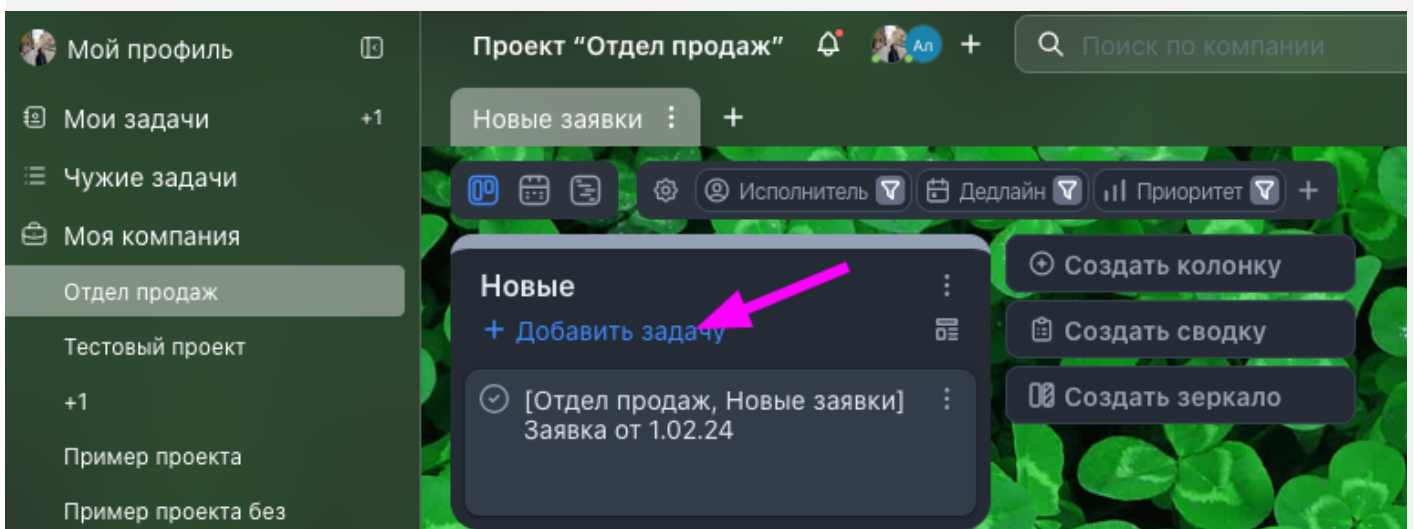 Мой профиль
Мои задачи +1
Чужие задачи
Моя компания
Отдел продаж
Тестовый проект
+1
Пример проекта
Пример проекта без
Проект “Отдел продаж” Ал + Поиск по компании
Новые заявки +
Исполнитель Дедлайн Приоритет +
Новые
+ Добавить задачу
[Отдел продаж, Новые заявки]
Заявка от 1.02.24
Создать колонку
Создать сводку
Создать зеркало